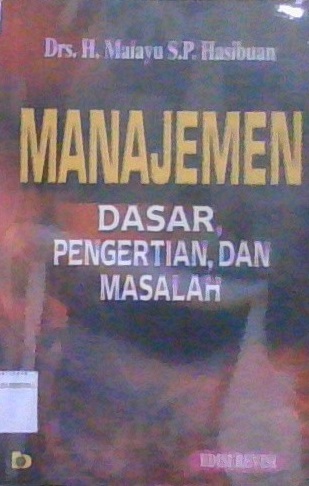 Drs. H. Malayu S.P. Hasibuan
MANAJEMEN
DASAR,
PENGERTIAN, DAN
MASALAH
EDISI REVISI